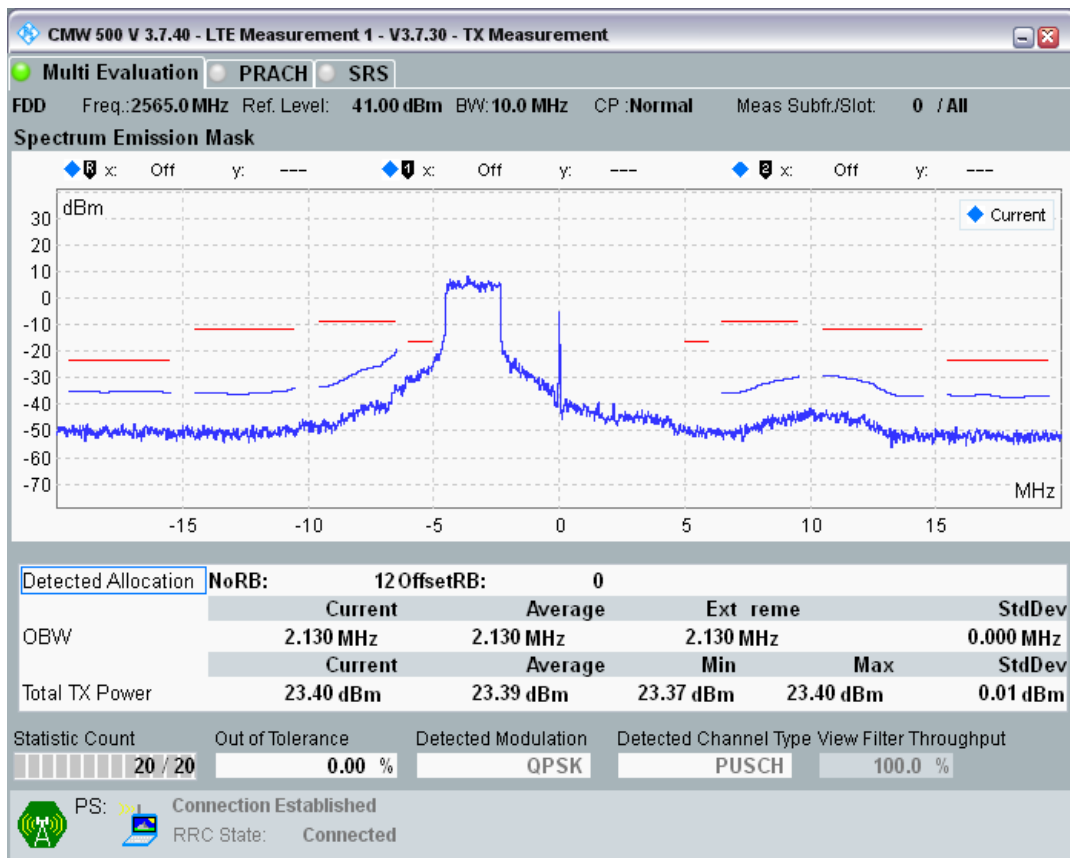 CMW 500 V 3.7.40 - LTE Measurement 1 - V3.7.30 - TX Measurement
Multi Evaluation PRACH SRS
FDD Freq.:2565.0 MHz Ref. Level: 41.00 dBm BW: 10.0 MHz CP :Normal Meas Subfr./Slot: 0 / All
Spectrum Emission Mask
R x: Off y: --- 1 x: Off y: --- 2 x: Off y: ---
dBm
Current
30
20
10
0
-10
-20
-30
-40
-50
-60
-70
MHz
-15 -10 -5 0 5 10 15
Detected Allocation NoRB: 12 OffsetRB: 0
Current Average Ext reme StdDev
OBW 2.130 MHz 2.130 MHz 2.130 MHz 0.000 MHz
Current Average Min Max StdDev
Total TX Power 23.40 dBm 23.39 dBm 23.37 dBm 23.40 dBm 0.01 dBm
Statistic Count Out of Tolerance Detected Modulation Detected Channel Type View Filter Throughput
20 / 20 0.00 % QPSK PUSCH 100.0 %
PS: Connection Established
RRC State: Connected